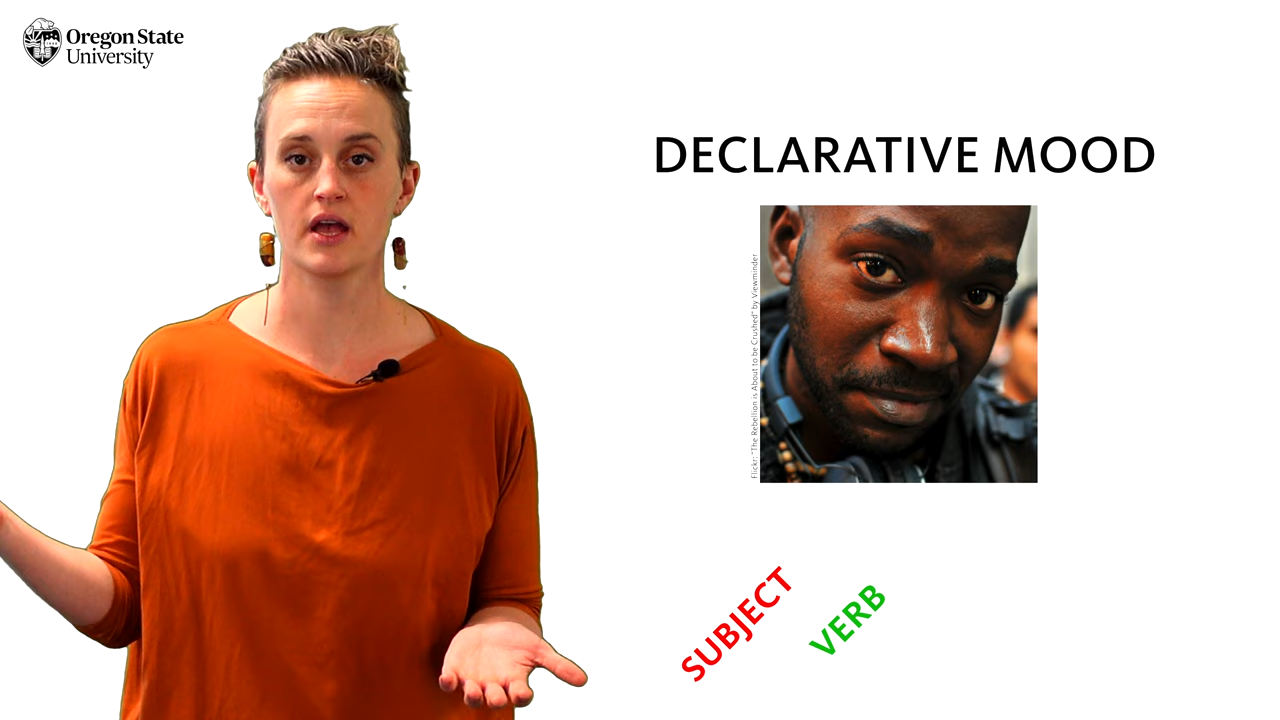 Oregon State
University
DECLARATIVE MOOD
Flickr: "The Rebellion is About to be Crushed" by Viewminder
SUBJECT
VERB